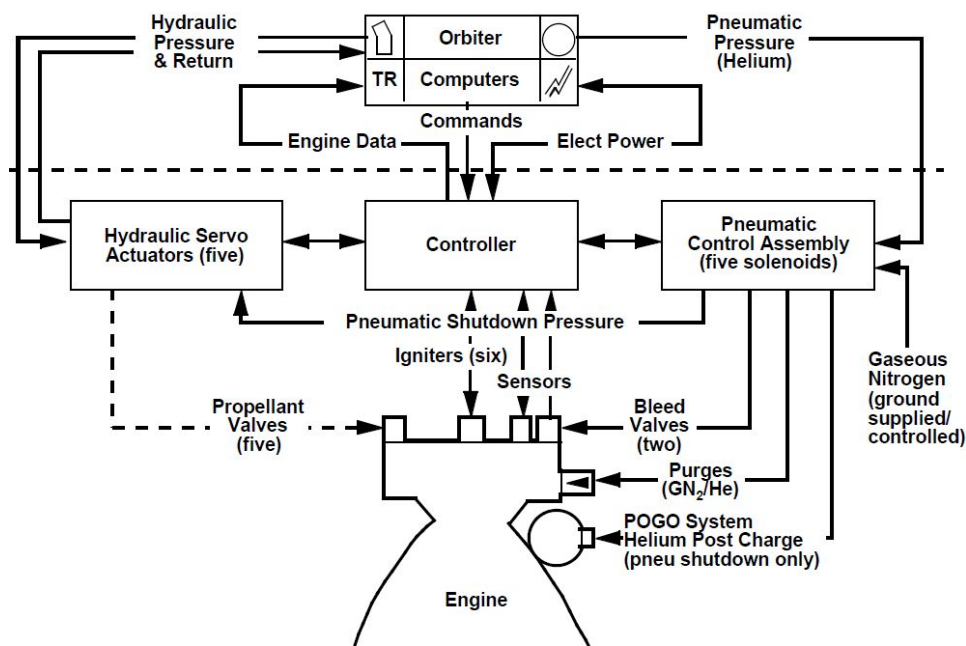 Hydraulic
Pressure
& Return
Orbiter
TR
Computers
Pneumatic
Pressure
(Helium)
Commands
Engine Data
Elect Power
Hydraulic Servo
Actuators (five)
Controller
Pneumatic
Control Assembly
(five solenoids)
Pneumatic Shutdown Pressure
Igniters (six)
Sensors
Gaseous
Nitrogen
(ground
supplied/
controlled)
Propellant
Valves
(five)
Bleed
Valves
(two)
Purges
(GN₂/He)
POGO System
Helium Post Charge
(pneu shutdown only)
Engine